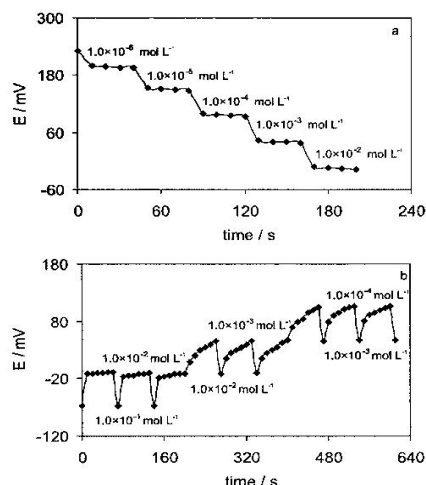 300
180
60
-60
E / mV
a
1.0×10⁻⁶ mol L⁻¹
1.0×10⁻⁵ mol L⁻¹
1.0×10⁻⁴ mol L⁻¹
1.0×10⁻³ mol L⁻¹
1.0×10⁻² mol L⁻¹
0 60 120 180 240
time / s
180
80
-20
-120
E / mV
b
1.0×10⁻⁴ mol L⁻¹
1.0×10⁻³ mol L⁻¹
1.0×10⁻² mol L⁻¹
1.0×10⁻³ mol L⁻¹
1.0×10⁻² mol L⁻¹
1.0×10⁻¹ mol L⁻¹
0 160 320 480 640
time / s